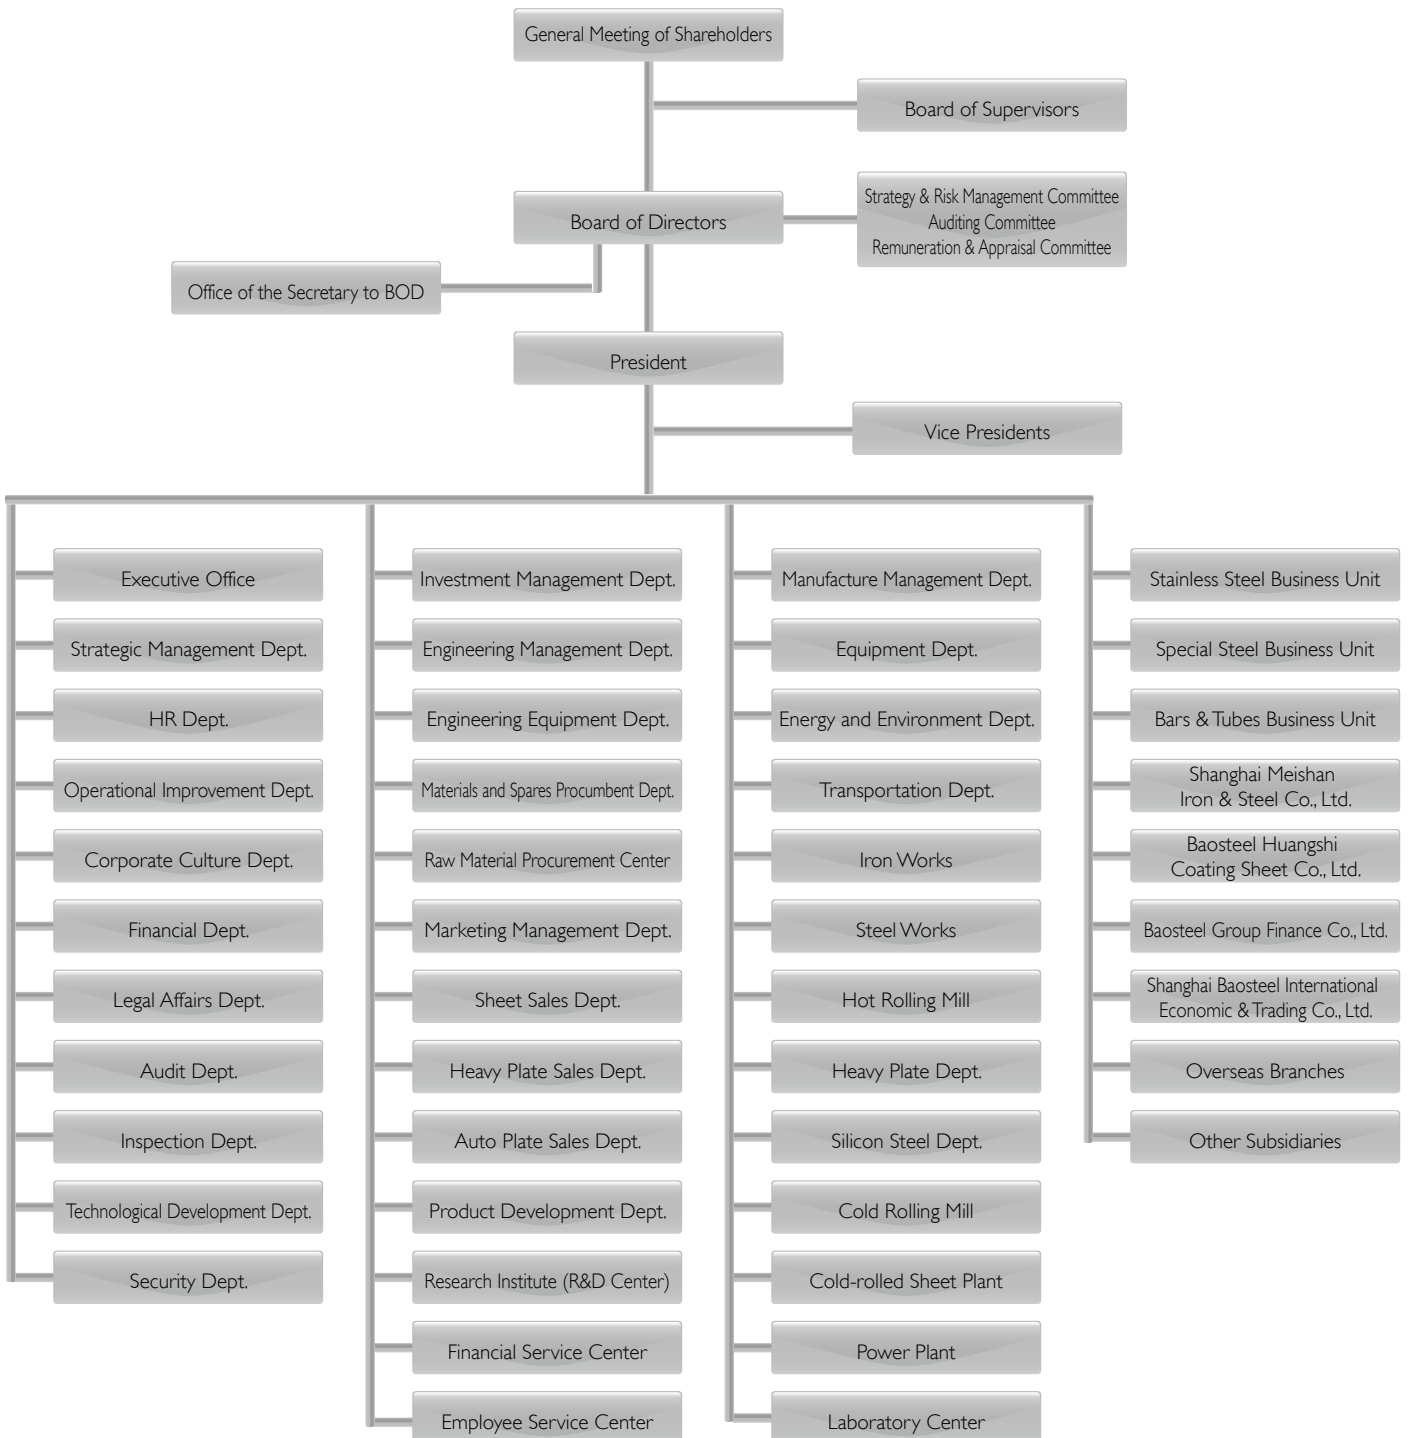 General Meeting of Shareholders
Board of Supervisors
Strategy & Risk Management Committee
Auditing Committee
Remuneration & Appraisal Committee
Board of Directors
Office of the Secretary to BOD
President
Vice Presidents
Executive Office
Strategic Management Dept.
HR Dept.
Operational Improvement Dept.
Corporate Culture Dept.
Financial Dept.
Legal Affairs Dept.
Audit Dept.
Inspection Dept.
Technological Development Dept.
Security Dept.
Investment Management Dept.
Engineering Management Dept.
Engineering Equipment Dept.
Materials and Spares Procumbent Dept.
Raw Material Procurement Center
Marketing Management Dept.
Sheet Sales Dept.
Heavy Plate Sales Dept.
Auto Plate Sales Dept.
Product Development Dept.
Research Institute (R&D Center)
Financial Service Center
Employee Service Center
Manufacture Management Dept.
Equipment Dept.
Energy and Environment Dept.
Transportation Dept.
Iron Works
Steel Works
Hot Rolling Mill
Heavy Plate Dept.
Silicon Steel Dept.
Cold Rolling Mill
Cold-rolled Sheet Plant
Power Plant
Laboratory Center
Stainless Steel Business Unit
Special Steel Business Unit
Bars & Tubes Business Unit
Shanghai Meishan
Iron & Steel Co., Ltd.
Baosteel Huangshi
Coating Sheet Co., Ltd.
Baosteel Group Finance Co., Ltd.
Shanghai Baosteel International
Economic & Trading Co., Ltd.
Overseas Branches
Other Subsidiaries